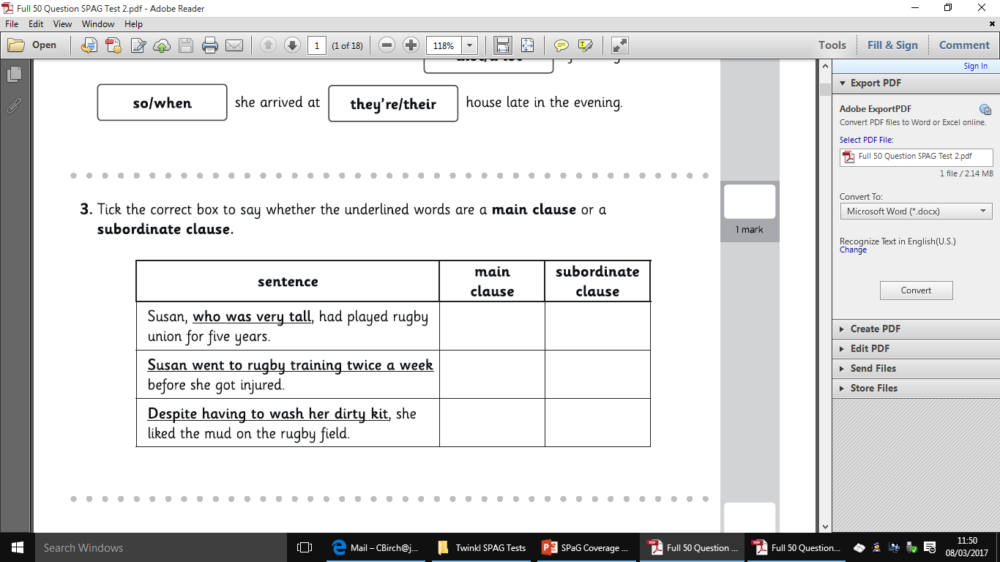 Full 50 Question SPAG Test 2.pdf - Adobe Reader
File Edit View Window Help
Open
1 (1 of 18) 118%
Tools Fill & Sign Comment
Sign In
Export PDF
Adobe ExportPDF
Convert PDF files to Word or Excel online.
Select PDF File:
Full 50 Question SPAG Test 2.pdf
1 file / 2.14 MB
Convert To:
Microsoft Word (*.docx)
Recognize Text in English(U.S.)
Change
Convert
Create PDF
Edit PDF
Send Files
Store Files
so/when she arrived at they're/their house late in the evening.
3. Tick the correct box to say whether the underlined words are a main clause or a
subordinate clause.
1 mark
sentence
main
clause
subordinate
clause
Susan, who was very tall, had played rugby
union for five years.
Susan went to rugby training twice a week
before she got injured.
Despite having to wash her dirty kit, she
liked the mud on the rugby field.
Search Windows
Mail – CBirch@j...
Twinkl SPAG Tests
SPaG Coverage ...
Full 50 Question ...
Full 50 Question...
11:50
08/03/2017